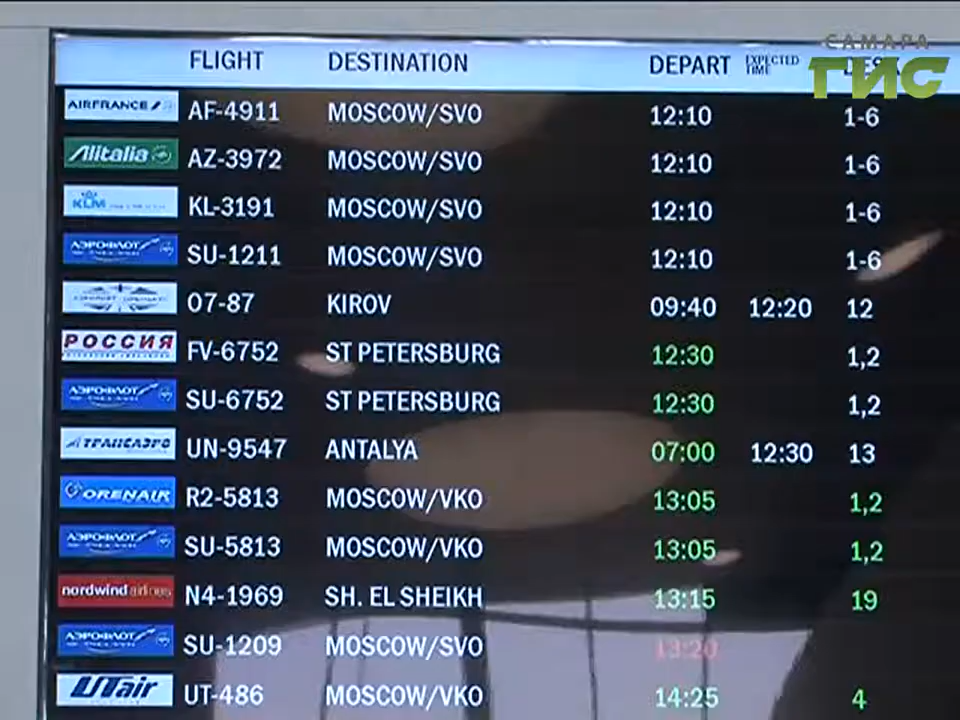 САМАРА
ГИС
FLIGHT DESTINATION DEPART EXPECTED TIME DESK
AIRFRANCE AF-4911 MOSCOW/SVO 12:10 1-6
Alitalia AZ-3972 MOSCOW/SVO 12:10 1-6
KLM KL-3191 MOSCOW/SVO 12:10 1-6
АЭРОФЛОТ SU-1211 MOSCOW/SVO 12:10 1-6
O7-87 KIROV 09:40 12:20 12
РОССИЯ FV-6752 ST PETERSBURG 12:30 1,2
АЭРОФЛОТ SU-6752 ST PETERSBURG 12:30 1,2
ТРАНСАЭРО UN-9547 ANTALYA 07:00 12:30 13
ORENAIR R2-5813 MOSCOW/VKO 13:05 1,2
АЭРОФЛОТ SU-5813 MOSCOW/VKO 13:05 1,2
nordwind airlines N4-1969 SH. EL SHEIKH 13:15 19
АЭРОФЛОТ SU-1209 MOSCOW/SVO 13:20
UTair UT-486 MOSCOW/VKO 14:25 4